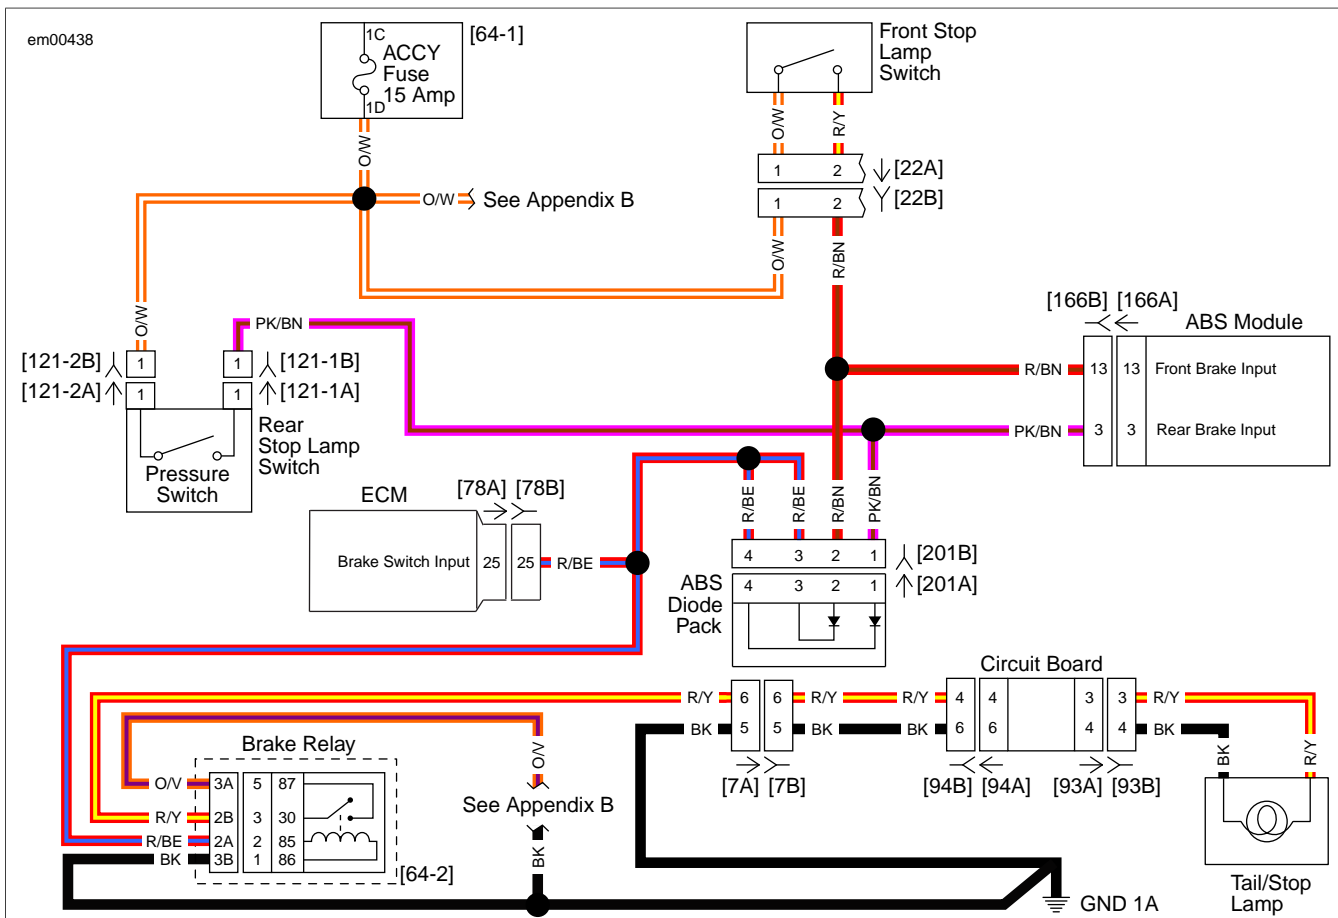 em00438
1C
ACCY
Fuse
15 Amp
1D
[64-1]
Front Stop
Lamp
Switch
O/W
O/W
R/Y
1 2
[22A]
1 2
[22B]
O/W
See Appendix B
O/W
R/BN
O/W
PK/BN
[121-2B]
1
1
[121-1B]
[121-2A]
1
1
[121-1A]
Rear
Stop Lamp
Switch
Pressure
Switch
[166B] [166A]
ABS Module
R/BN
13 13
Front Brake Input
PK/BN
3 3
Rear Brake Input
ECM
[78A] [78B]
Brake Switch Input
25 25
R/BE
R/BE
R/BE
R/BN
PK/BN
4 3 2 1
[201B]
4 3 2 1
[201A]
ABS
Diode
Pack
Circuit Board
R/Y
6 6
R/Y
R/Y
4 4
3 3
R/Y
BK
5 5
BK
BK
6 6
4 4
BK
[7A] [7B]
[94B] [94A]
[93A] [93B]
BK
R/Y
Brake Relay
O/V
O/V
3A 5 87
R/Y
2B 3 30
R/BE
2A 2 85
BK
3B 1 86
[64-2]
See Appendix B
BK
GND 1A
Tail/Stop
Lamp